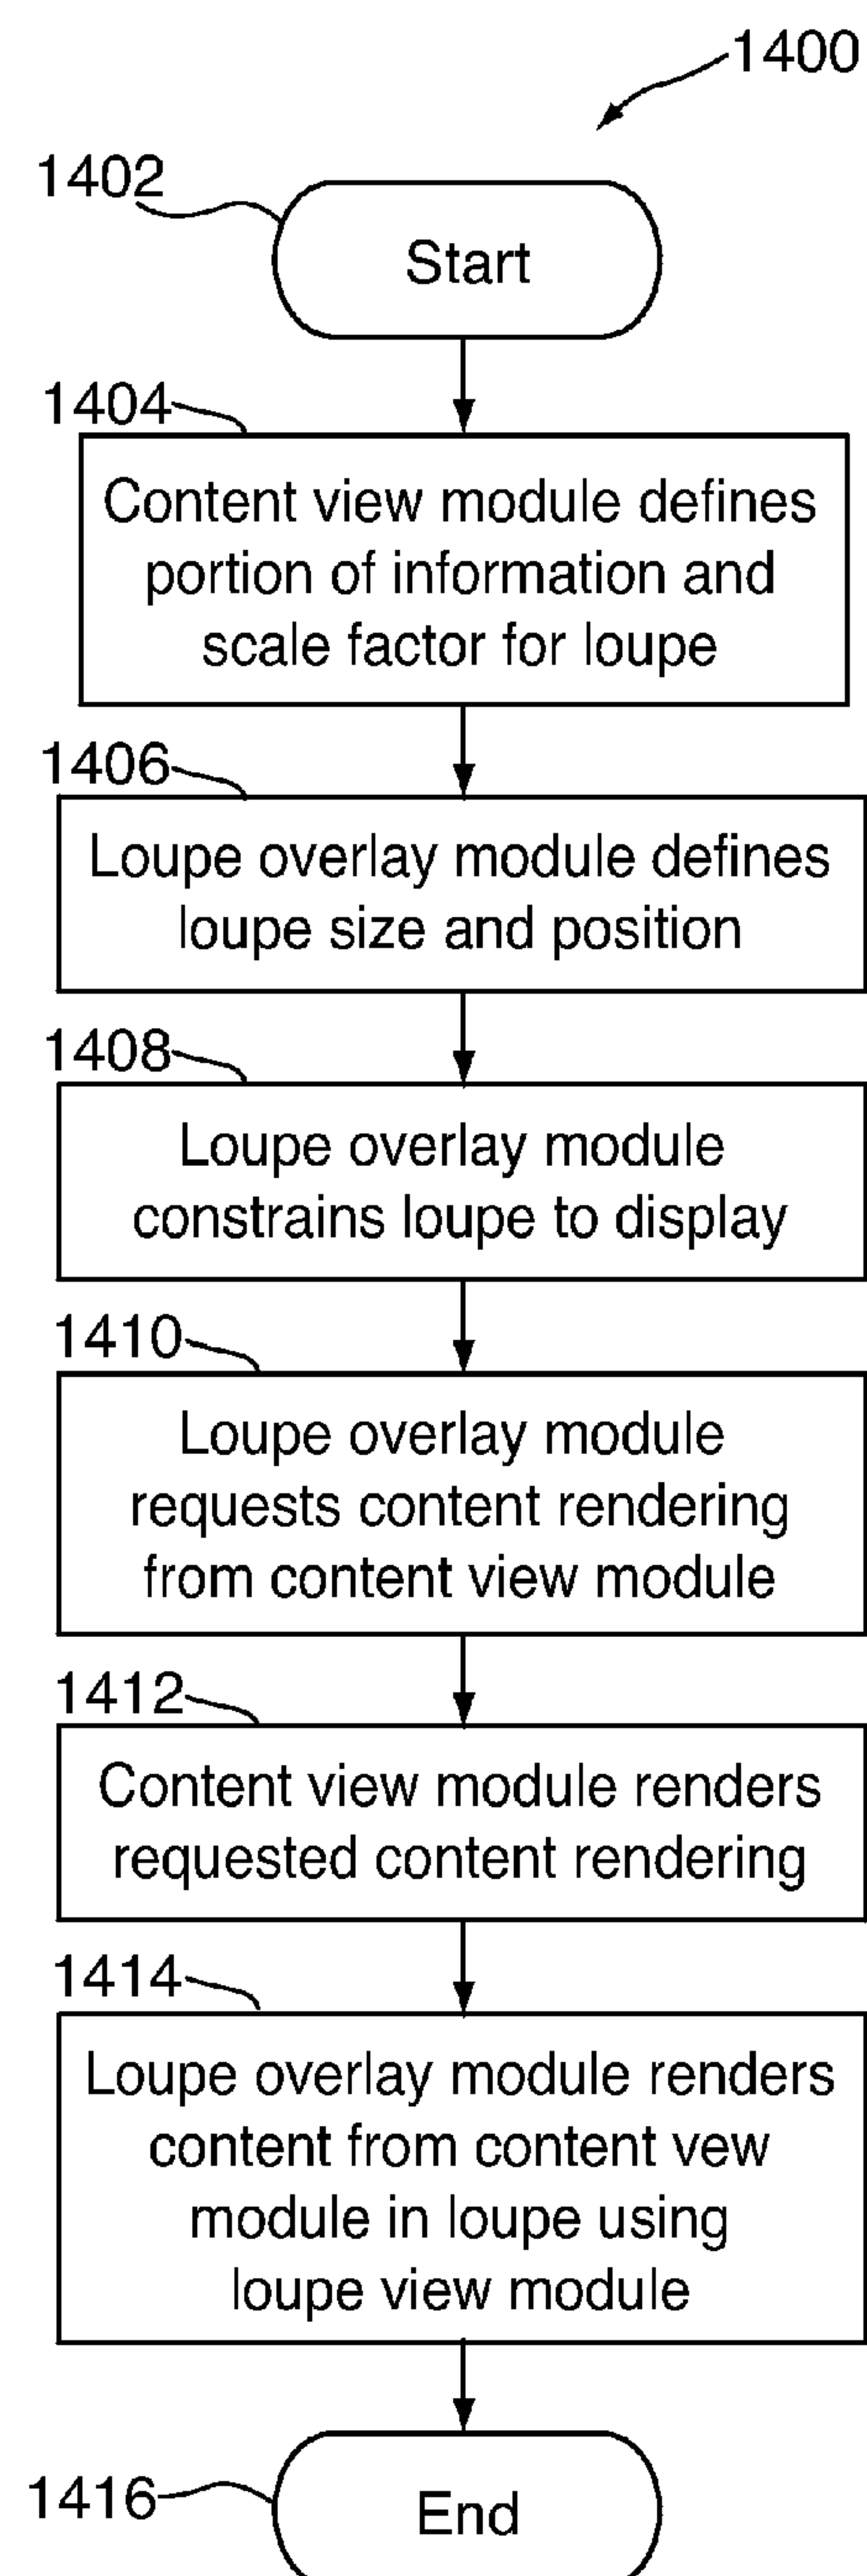 1400
1402
Start
1404
Content view module defines
portion of information and
scale factor for loupe
1406
Loupe overlay module defines
loupe size and position
1408
Loupe overlay module
constrains loupe to display
1410
Loupe overlay module
requests content rendering
from content view module
1412
Content view module renders
requested content rendering
1414
Loupe overlay module renders
content from content vew
module in loupe using
loupe view module
1416
End